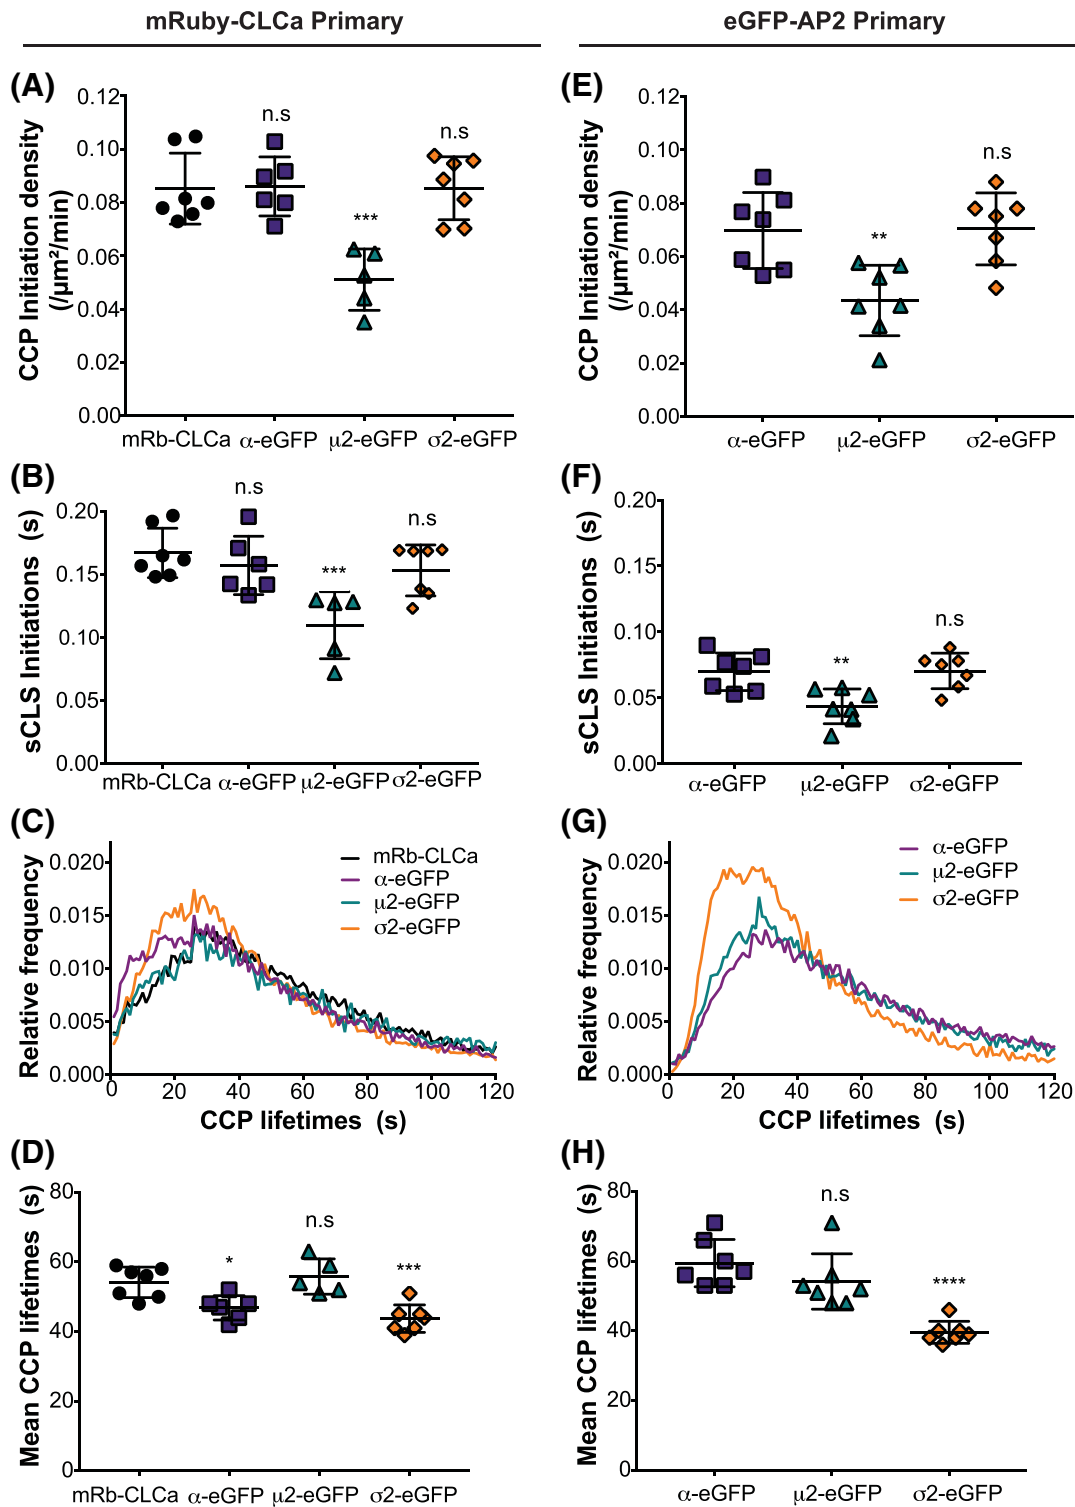 mRuby-CLCa Primary
eGFP-AP2 Primary
(A)
CCP Initiation density
(/µm²/min)
0.12
0.10
0.08
0.06
0.04
0.02
0.00
n.s
***
n.s
mRb-CLCa α-eGFP µ2-eGFP σ2-eGFP
(E)
CCP Initiation density
(/µm²/min)
0.12
0.10
0.08
0.06
0.04
0.02
0.00
**
n.s
α-eGFP µ2-eGFP σ2-eGFP
(B)
sCLS Initiations (s)
0.20
0.15
0.10
0.05
0.00
n.s
***
n.s
mRb-CLCa α-eGFP µ2-eGFP σ2-eGFP
(F)
sCLS Initiations (s)
0.20
0.15
0.10
0.05
0.00
**
n.s
α-eGFP µ2-eGFP σ2-eGFP
(C)
Relative frequency
0.020
0.015
0.010
0.005
0.000
mRb-CLCa
α-eGFP
µ2-eGFP
σ2-eGFP
0 20 40 60 80 100 120
CCP lifetimes (s)
(G)
Relative frequency
0.020
0.015
0.010
0.005
0.000
α-eGFP
µ2-eGFP
σ2-eGFP
0 20 40 60 80 100 120
CCP lifetimes (s)
(D)
Mean CCP lifetimes (s)
80
60
40
20
0
*
n.s
***
mRb-CLCa α-eGFP µ2-eGFP σ2-eGFP
(H)
Mean CCP lifetimes (s)
80
60
40
20
0
n.s
****
α-eGFP µ2-eGFP σ2-eGFP